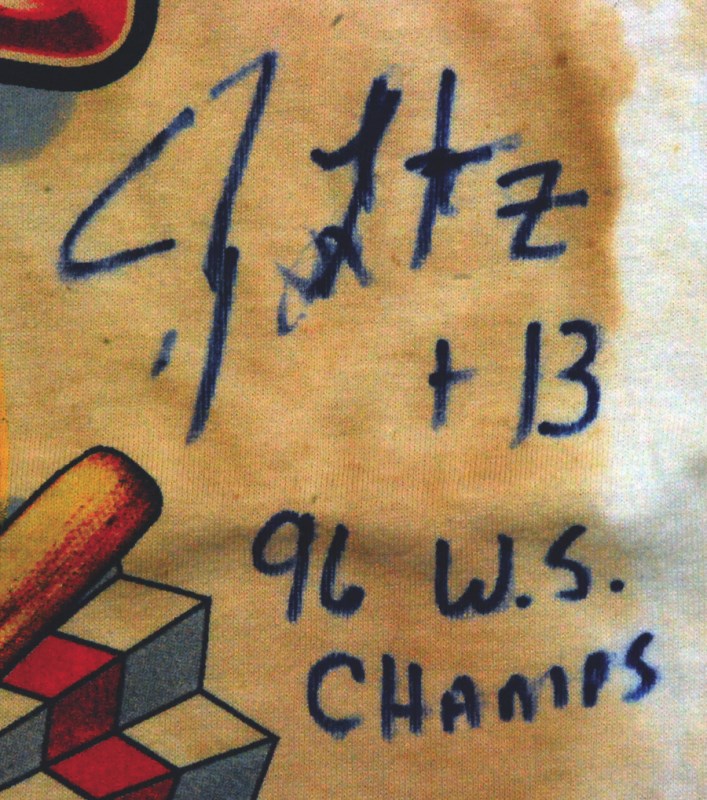 + 13
96 W.S.
CHAMPS